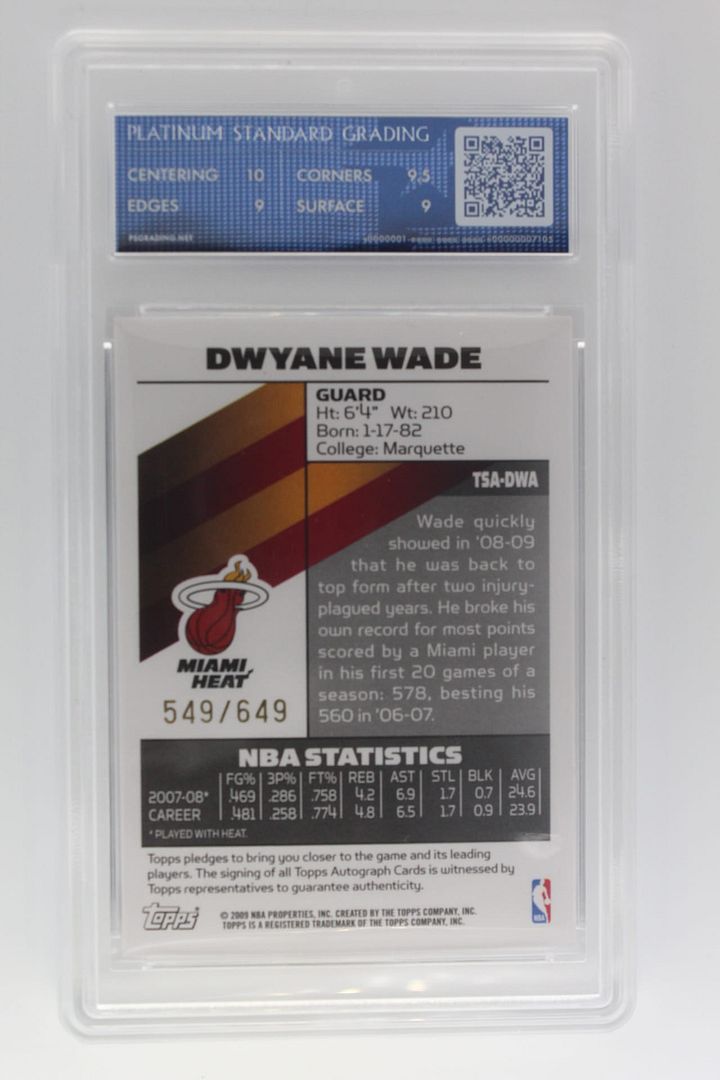 PLATINUM STANDARD GRADING
CENTERING 10 CORNERS 9.5
EDGES 9 SURFACE 9
PSGRADING.NET
DWYANE WADE
GUARD
Ht: 6'4" Wt: 210
Born: 1-17-82
College: Marquette
TSA-DWA
Wade quickly
showed in '08-09
that he was back to
top form after two injury-
plagued years. He broke his
own record for most points
scored by a Miami player
in his first 20 games of a
season: 578, besting his
560 in '06-07.
MIAMI
HEAT
549/649
NBA STATISTICS
FG% 3P% FT% REB AST STL BLK AVG
2007-08* .469 .286 .758 4.2 6.9 1.7 0.7 24.6
CAREER .481 .258 .774 4.8 6.5 1.7 0.9 23.9
* PLAYED WITH HEAT.
Topps pledges to bring you closer to the game and its leading
players. The signing of all Topps Autograph Cards is witnessed by
Topps representatives to guarantee authenticity.
Topps
© 2009 NBA PROPERTIES, INC. CREATED BY THE TOPPS COMPANY, INC.
TOPPS IS A REGISTERED TRADEMARK OF THE TOPPS COMPANY, INC.
NBA